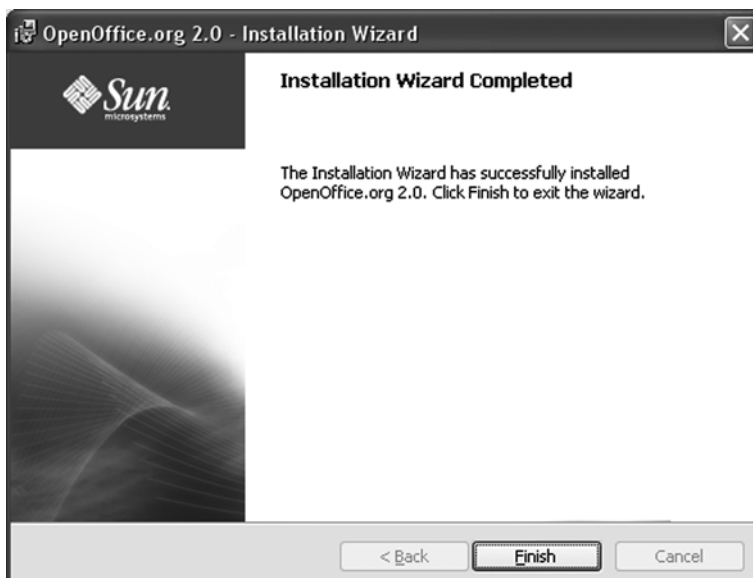 OpenOffice.org 2.0 - Installation Wizard
Sun
microsystems
Installation Wizard Completed
The Installation Wizard has successfully installed
OpenOffice.org 2.0. Click Finish to exit the wizard.
< Back
Finish
Cancel